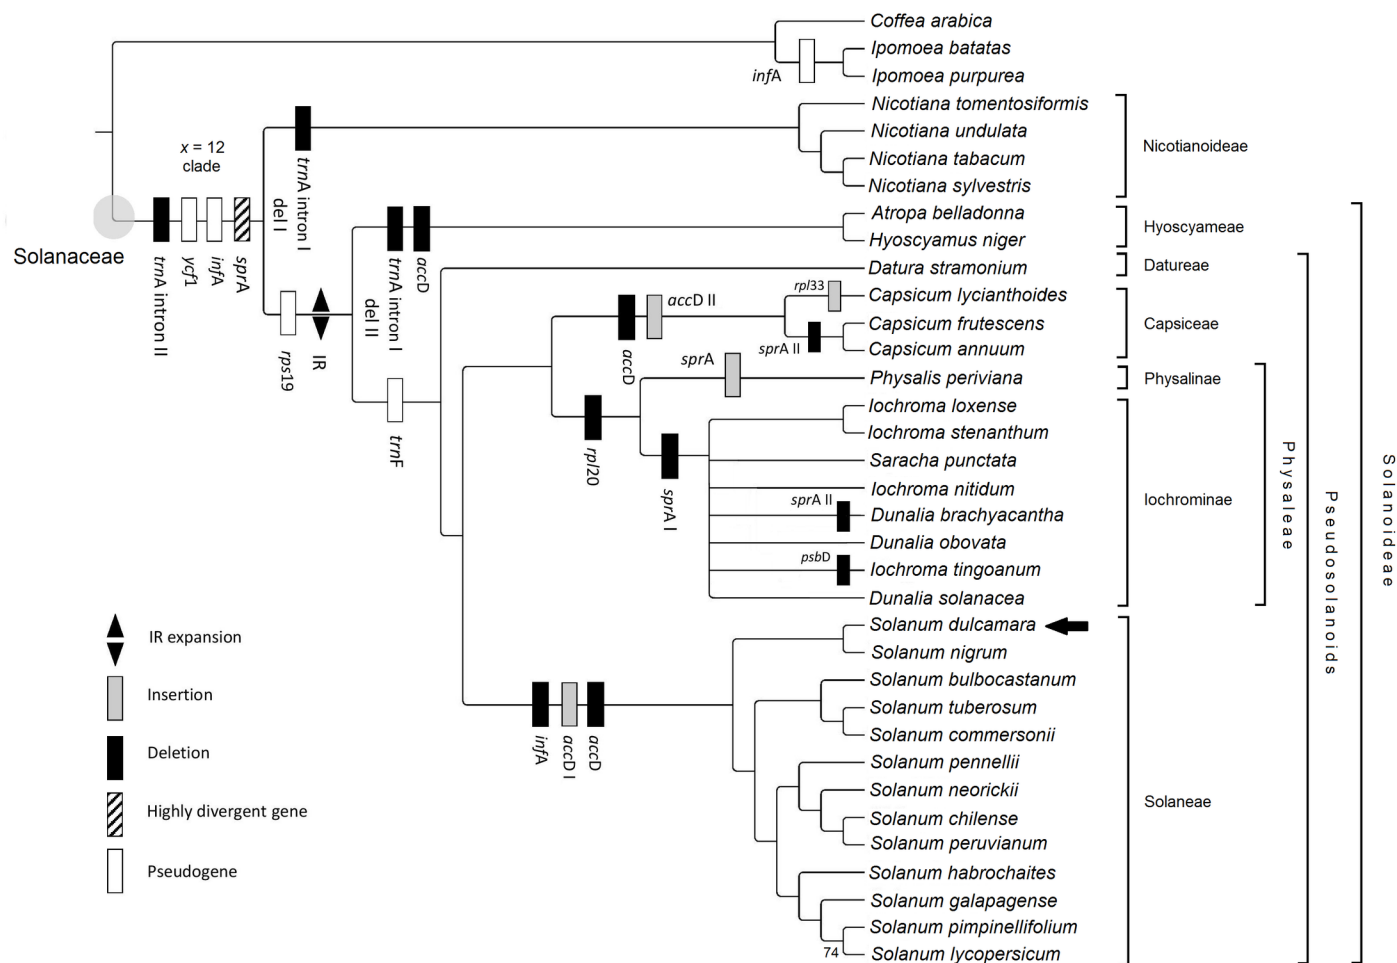 Coffea arabica
Ipomoea batatas
infA
Ipomoea purpurea
Nicotiana tomentosiformis
Nicotiana undulata
Nicotiana tabacum
Nicotiana sylvestris
Nicotianoideae
x = 12
clade
trnA intron I
del I
Solanaceae
trnA intron II
ycf1
infA
sprA
Atropa belladonna
Hyoscyamus niger
Hyoscyameae
trnA intron I
del II
accD
Datura stramonium
Datureae
rps19
IR
trnF
accD II
accD
rpl33
Capsicum lycianthoides
Capsicum frutescens
sprA II
Capsicum annuum
Capsiceae
sprA
Physalis periviana
Physalinae
rpl20
sprA I
Iochroma loxense
Iochroma stenanthum
Saracha punctata
Iochroma nitidum
sprA II
Dunalia brachyacantha
Dunalia obovata
psbD
Iochroma tingoanum
Dunalia solanacea
Iochrominae
Physaleae
Pseudosolanoids
Solanoideae
Solanum dulcamara
Solanum nigrum
Solanum bulbocastanum
Solanum tuberosum
Solanum commersonii
Solanum pennellii
Solanum neorickii
Solanum chilense
Solanum peruvianum
Solanum habrochaites
Solanum galapagense
Solanum pimpinellifolium
74
Solanum lycopersicum
Solaneae
infA
accD I
accD
IR expansion
Insertion
Deletion
Highly divergent gene
Pseudogene